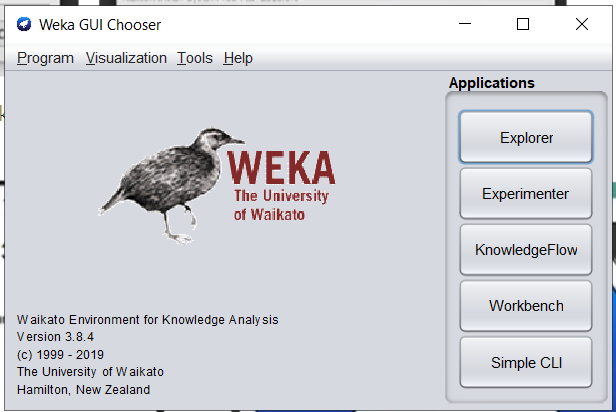 Weka GUI Chooser
Program Visualization Tools Help
Applications
Explorer
Experimenter
KnowledgeFlow
Workbench
Simple CLI
WEKA
The University
of Waikato
Waikato Environment for Knowledge Analysis
Version 3.8.4
(c) 1999 - 2019
The University of Waikato
Hamilton, New Zealand